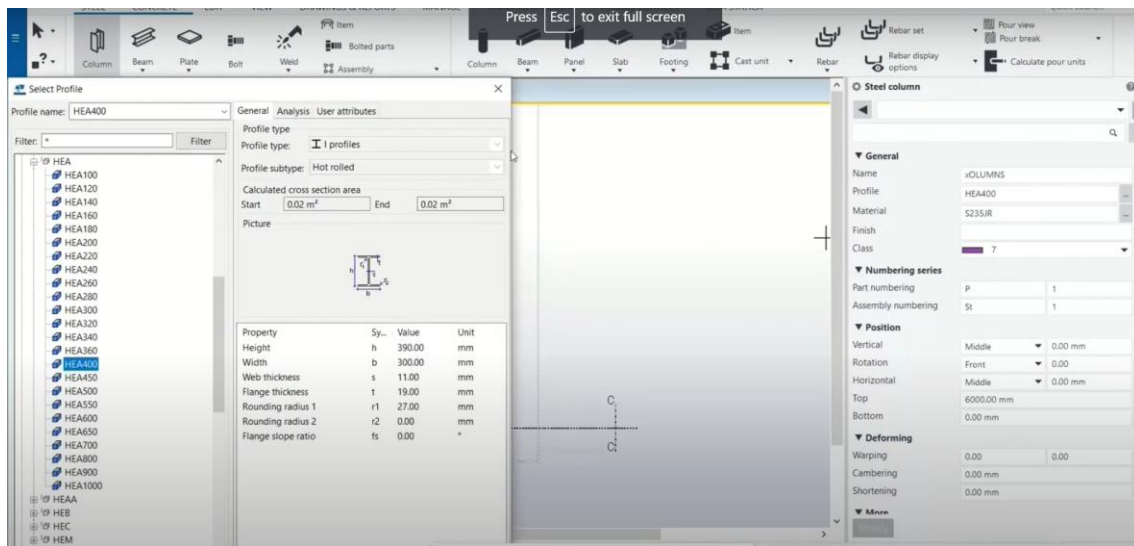 Press Esc to exit full screen
Item
Bolted parts
Assembly
Column
Beam
Plate
Bolt
Weld
Column
Beam
Panel
Slab
Footing
Item
Cast unit
Rebar
Rebar set
Rebar display
options
Pour view
Pour break
Calculate pour units
Select Profile
Profile name: HEA400
Filter: * Filter
HEA
HEA100
HEA120
HEA140
HEA160
HEA180
HEA200
HEA220
HEA240
HEA260
HEA280
HEA300
HEA320
HEA340
HEA360
HEA400
HEA450
HEA500
HEA550
HEA600
HEA650
HEA700
HEA800
HEA900
HEA1000
HEAA
HEB
HEC
HEM
General Analysis User attributes
Profile type
Profile type: I profiles
Profile subtype: Hot rolled
Calculated cross section area
Start 0.02 m² End 0.02 m²
Picture
h
b
Property Sy... Value Unit
Height h 390.00 mm
Width b 300.00 mm
Web thickness s 11.00 mm
Flange thickness t 19.00 mm
Rounding radius 1 r1 27.00 mm
Rounding radius 2 r2 0.00 mm
Flange slope ratio fs 0.00 °
C
C
Steel column
General
Name xOLUMNS
Profile HEA400
Material S235JR
Finish
Class 7
Numbering series
Part numbering P 1
Assembly numbering St 1
Position
Vertical Middle 0.00 mm
Rotation Front 0.00
Horizontal Middle 0.00 mm
Top 6000.00 mm
Bottom 0.00 mm
Deforming
Warping 0.00 0.00
Cambering 0.00 mm
Shortening 0.00 mm
More
Modify